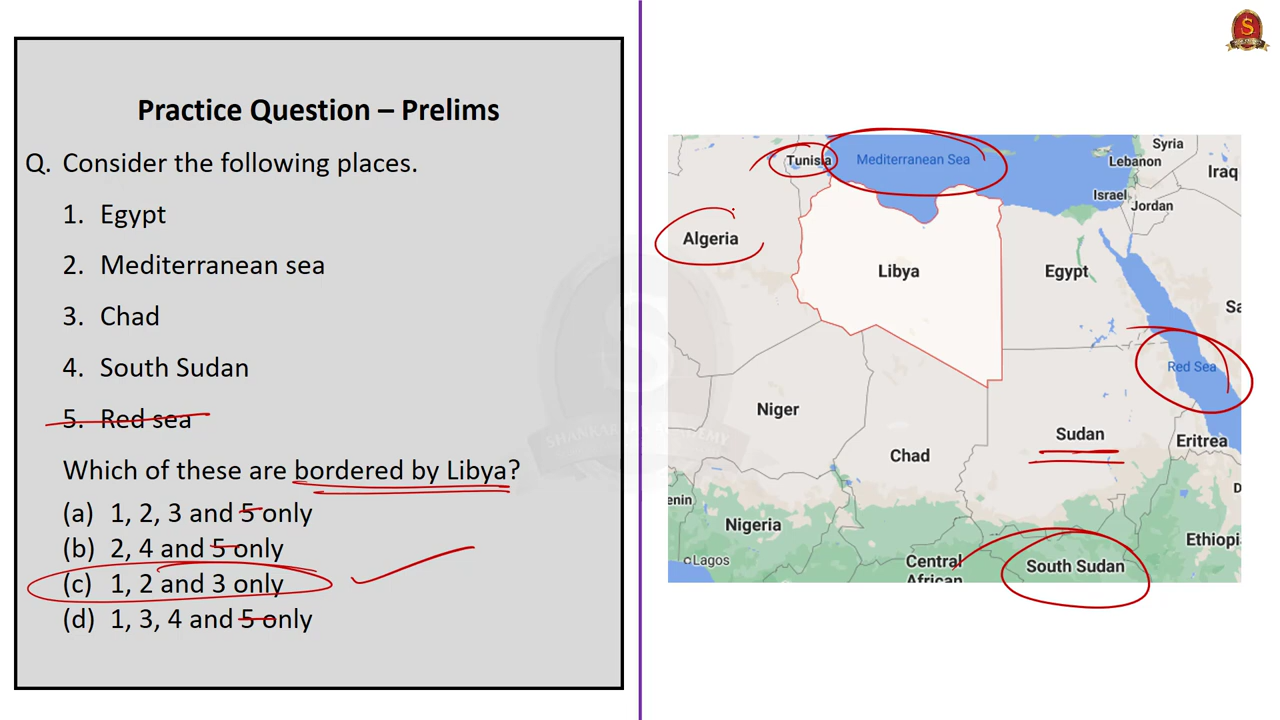 Practice Question – Prelims
Q. Consider the following places.
1. Egypt
2. Mediterranean sea
3. Chad
4. South Sudan
5. Red sea
Which of these are bordered by Libya?
(a) 1, 2, 3 and 5 only
(b) 2, 4 and 5 only
(c) 1, 2 and 3 only
(d) 1, 3, 4 and 5 only
Tunisia
Mediterranean Sea
Syria
Lebanon
Iraq
Israel
Jordan
Algeria
Libya
Egypt
Sa
Red Sea
Niger
Chad
Sudan
Eritrea
D
enin
Nigeria
Ethiopi
Lagos
Central
African
South Sudan